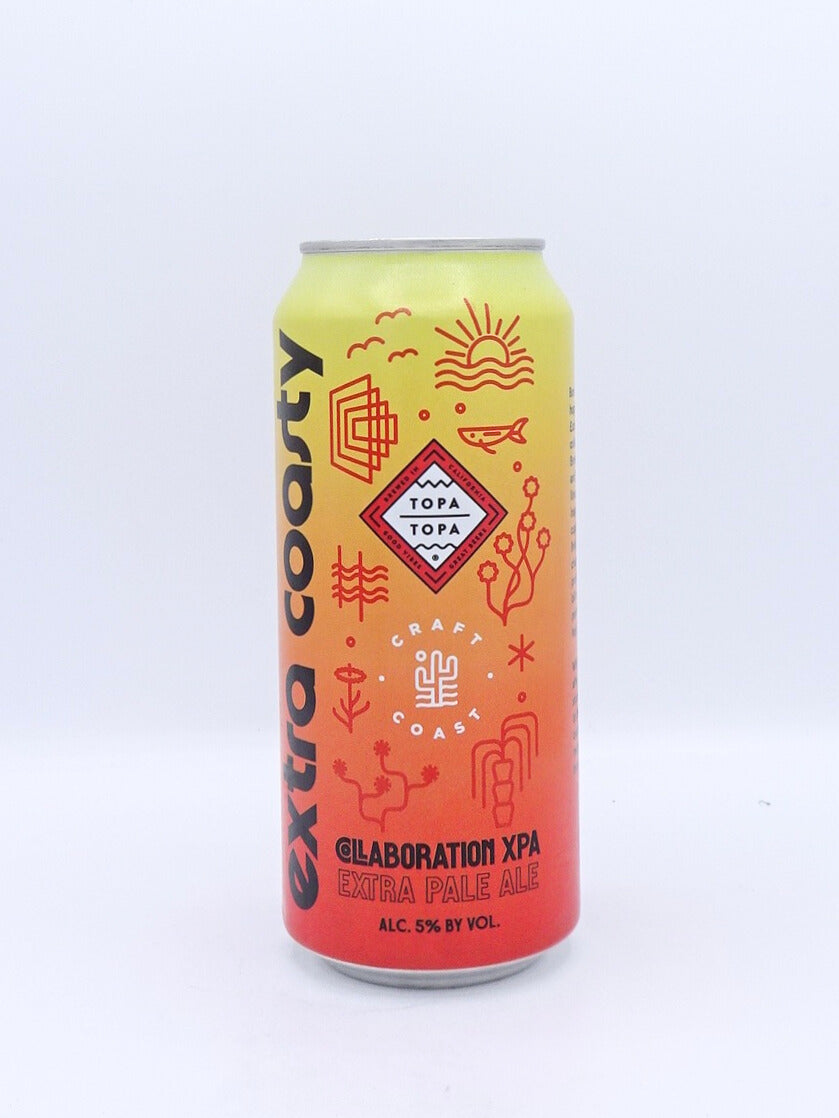 extra coasty
BREWED IN CALIFORNIA
TOPA
TOPA
®
GOOD VIBES GREAT BEERS
CRAFT
COAST
COLLABORATION XPA
EXTRA PALE ALE
ALC. 5% BY VOL.